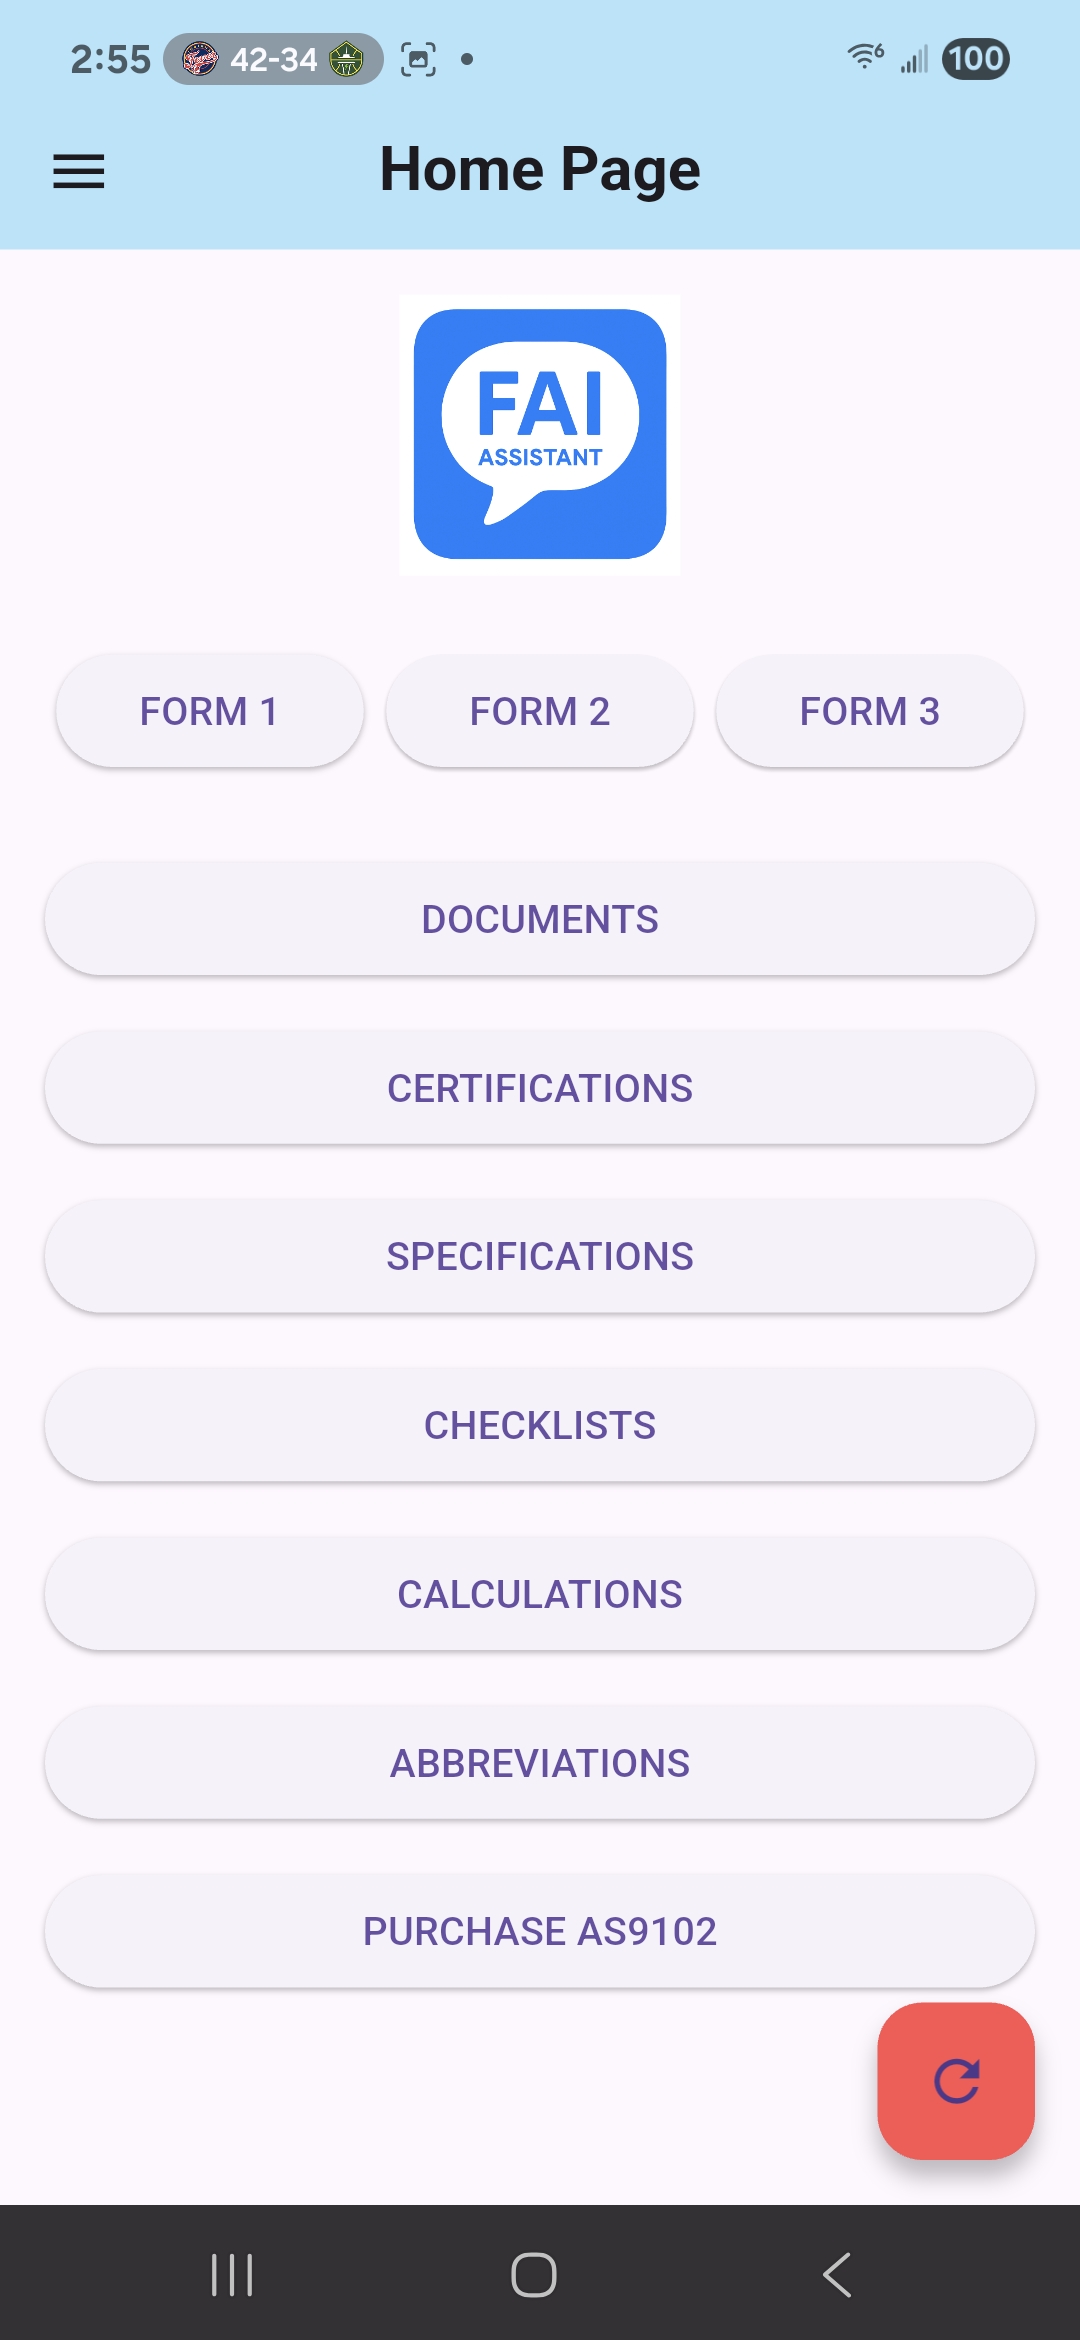 2:55 42-34 6 100
Home Page
FAI
ASSISTANT
FORM 1 FORM 2 FORM 3
DOCUMENTS
CERTIFICATIONS
SPECIFICATIONS
CHECKLISTS
CALCULATIONS
ABBREVIATIONS
PURCHASE AS9102